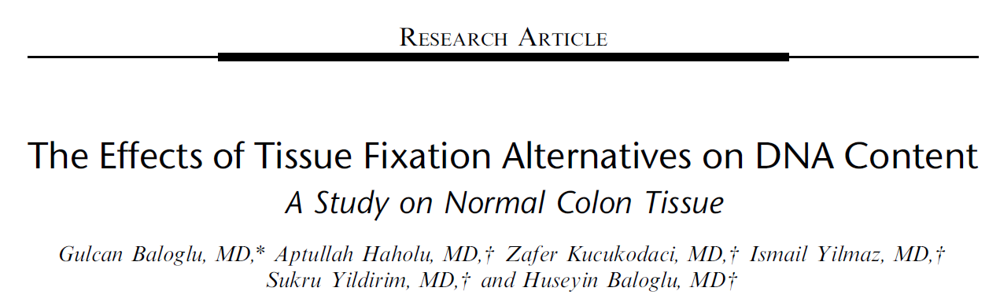 RESEARCH ARTICLE
The Effects of Tissue Fixation Alternatives on DNA Content
A Study on Normal Colon Tissue
Gulcan Baloglu, MD,* Aptullah Haholu, MD,† Zafer Kucukodaci, MD,† Ismail Yilmaz, MD,†
Sukru Yildirim, MD,† and Huseyin Baloglu, MD†